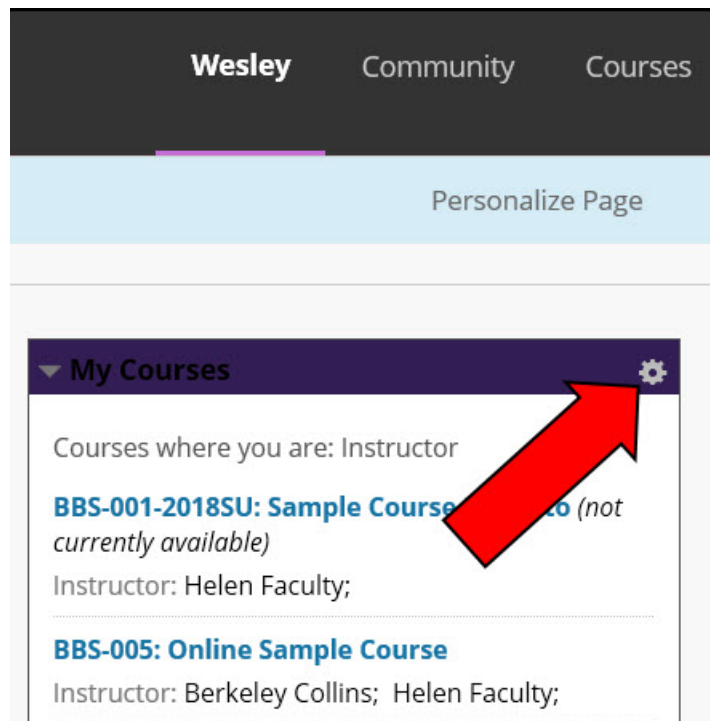 Wesley Community Courses
Personalize Page
My Courses
Courses where you are: Instructor
BBS-001-2018SU: Sample Course (not
currently available)
Instructor: Helen Faculty;
BBS-005: Online Sample Course
Instructor: Berkeley Collins; Helen Faculty;